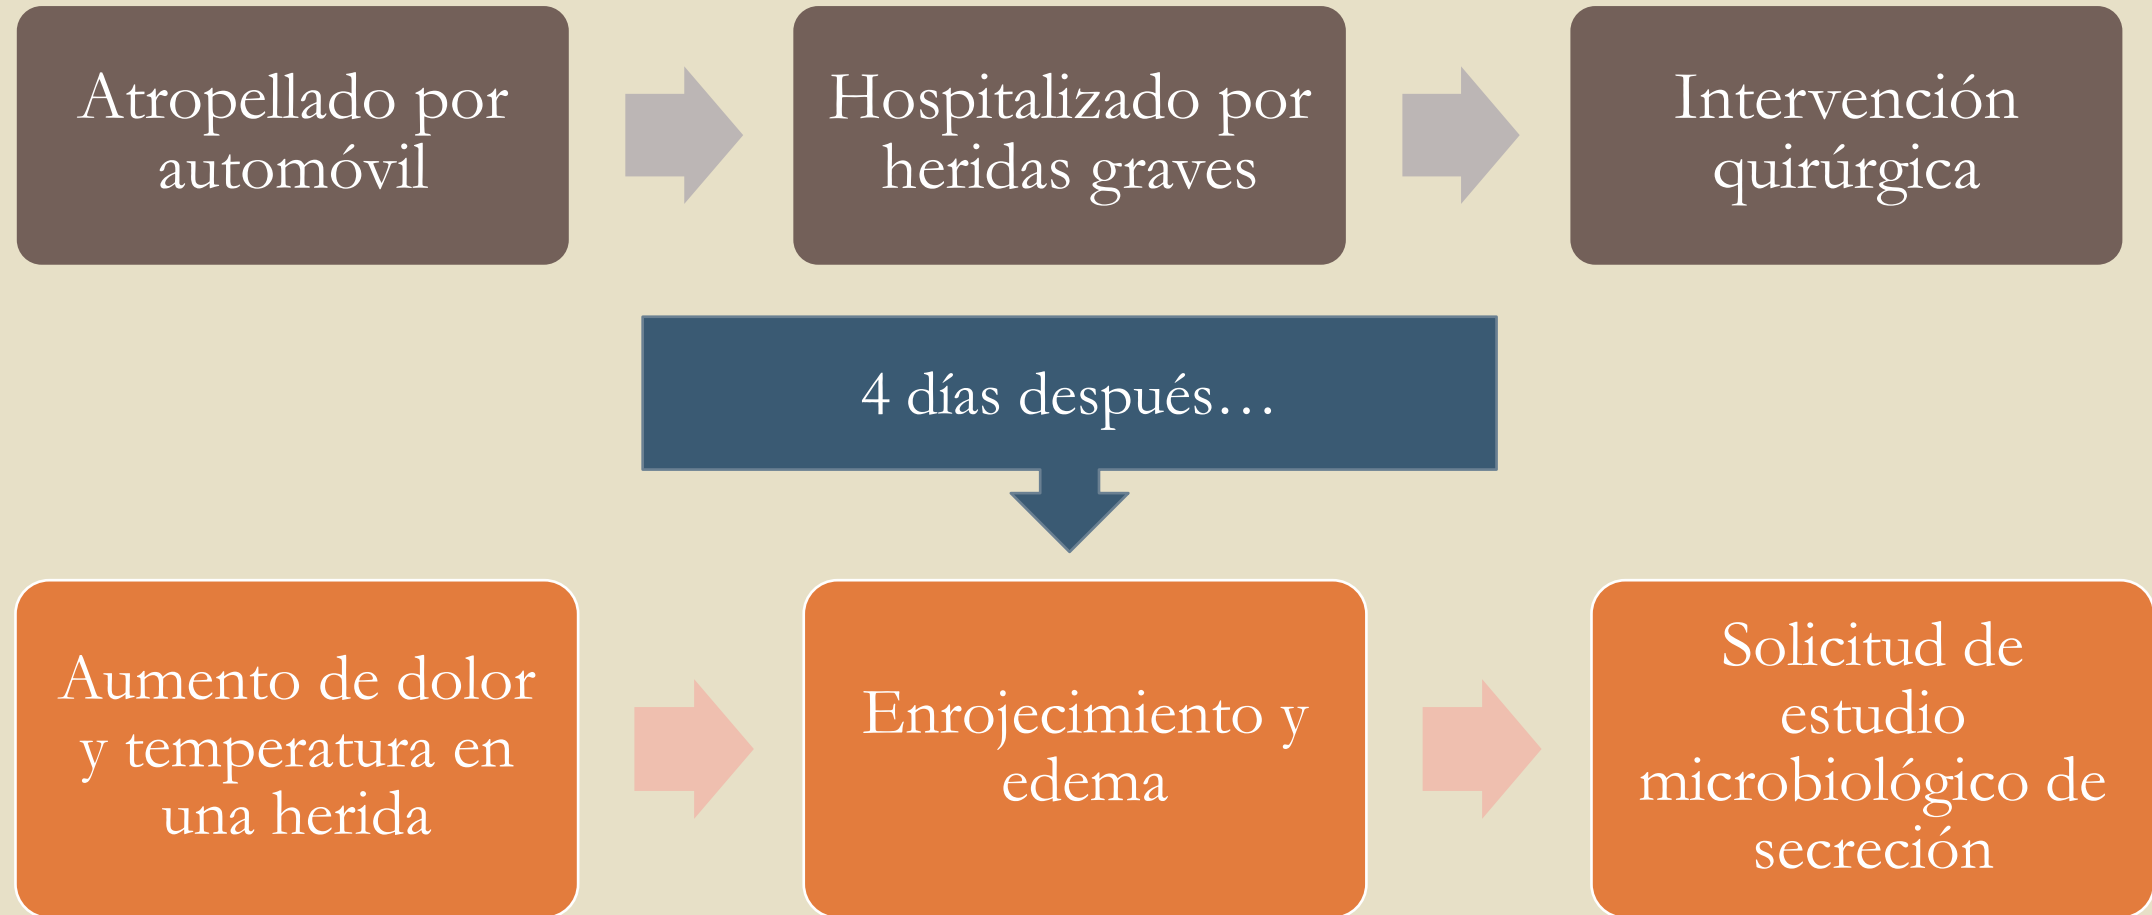 Atropellado por
automóvil
Hospitalizado por
heridas graves
Intervención
quirúrgica
4 días después…
Aumento de dolor
y temperatura en
una herida
Enrojecimiento y
edema
Solicitud de
estudio
microbiológico de
secreción